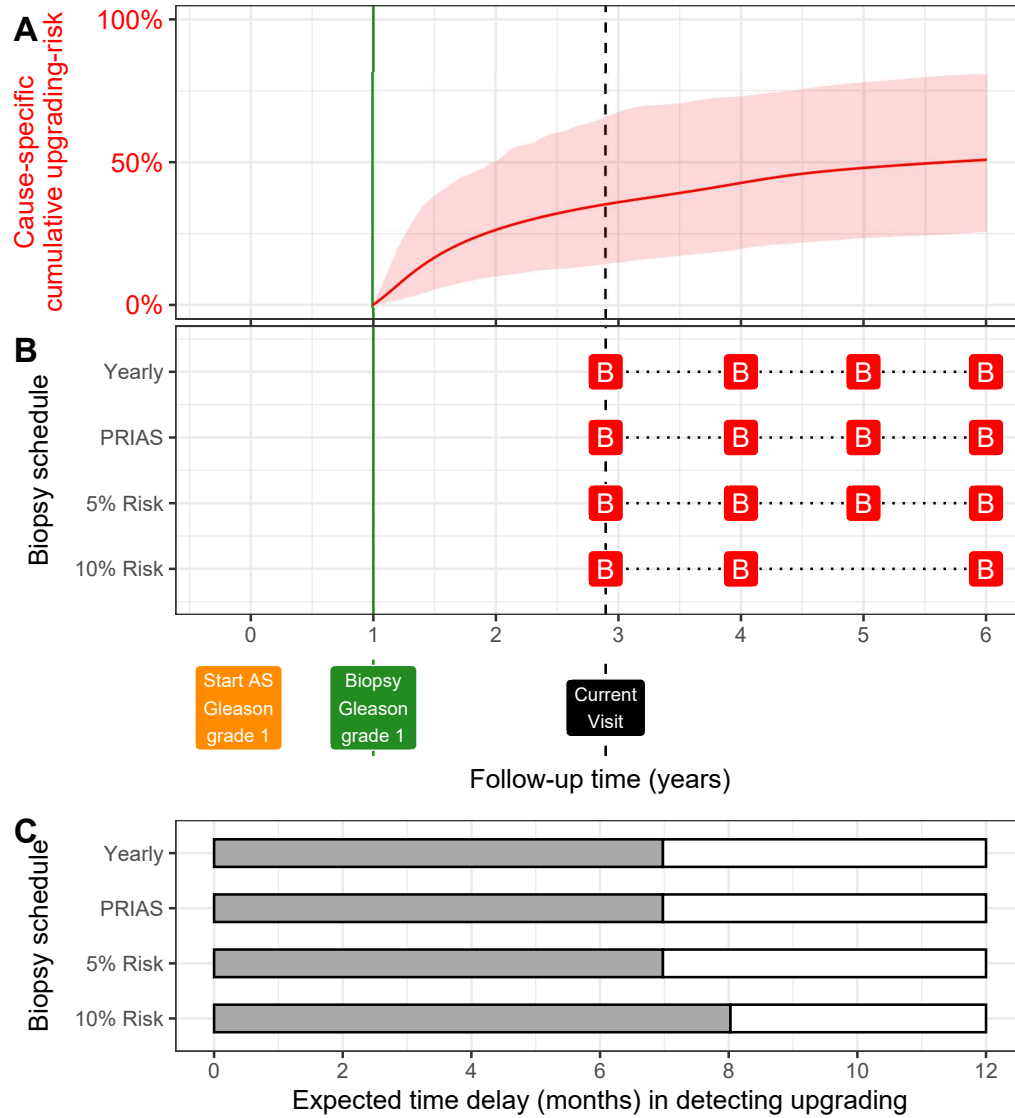 A
Cause-specific
cumulative upgrading-risk
100%
50%
0%
B
Biopsy schedule
Yearly
B B B B
PRIAS
B B B B
5% Risk
B B B B
10% Risk
B B B
0 1 2 3 4 5 6
Start AS
Gleason
grade 1
Biopsy
Gleason
grade 1
Current
Visit
Follow-up time (years)
C
Biopsy schedule
Yearly
PRIAS
5% Risk
10% Risk
0 2 4 6 8 10 12
Expected time delay (months) in detecting upgrading